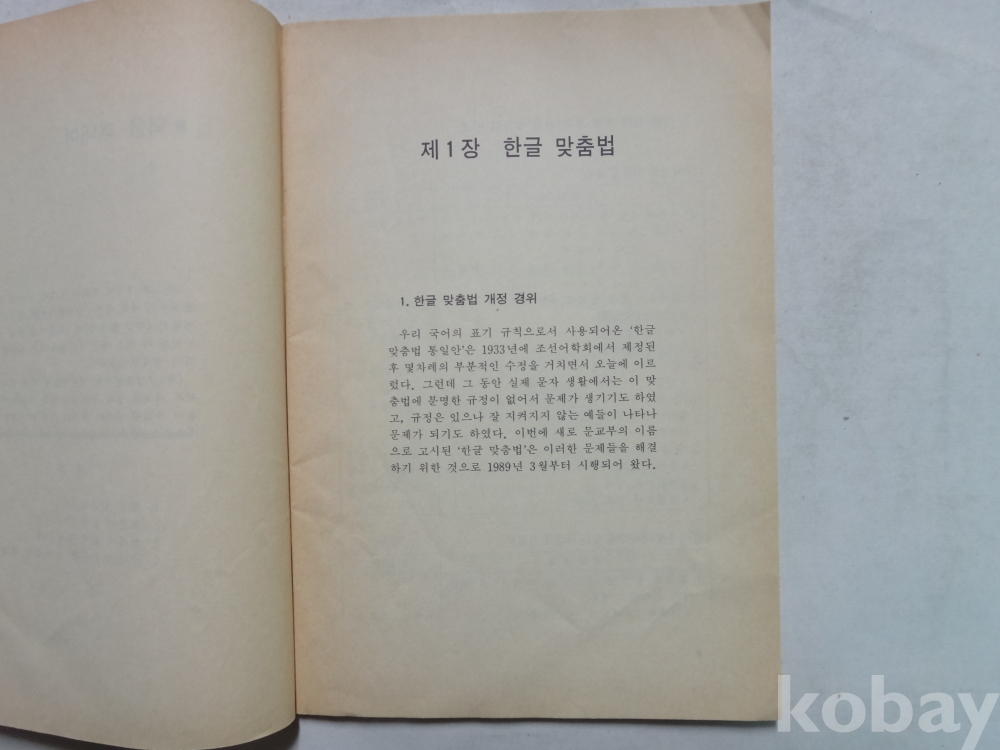 제1장 한글 맞춤법
1. 한글 맞춤법 개정 경위
우리 국어의 표기 규칙으로서 사용되어온 ‘한글
맞춤법 통일안’은 1933년에 조선어학회에서 제정된
후 몇차례의 부분적인 수정을 거치면서 오늘에 이르
렀다. 그런데 그 동안 실제 문자 생활에서는 이 맞
춤법에 분명한 규정이 없어서 문제가 생기기도 하였
고, 규정은 있으나 잘 지켜지지 않는 예들이 나타나
문제가 되기도 하였다. 이번에 새로 문교부의 이름
으로 고시된 ‘한글 맞춤법’은 이러한 문제들을 해결
하기 위한 것으로 1989년 3월부터 시행되어 왔다.
kobay